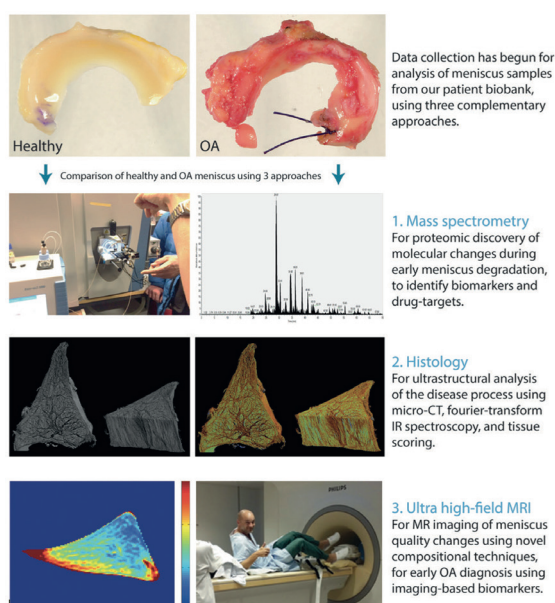 Healthy
OA
Data collection has begun for
analysis of meniscus samples
from our patient biobank,
using three complementary
approaches.
Comparison of healthy and OA meniscus using 3 approaches
1. Mass spectrometry
For proteomic discovery of
molecular changes during
early meniscus degradation,
to identify biomarkers and
drug-targets.
2. Histology
For ultrastructural analysis
of the disease process using
micro-CT, fourier-transform
IR spectroscopy, and tissue
scoring.
PHILIPS
3. Ultra high-field MRI
For MR imaging of meniscus
quality changes using novel
compositional techniques,
for early OA diagnosis using
imaging-based biomarkers.